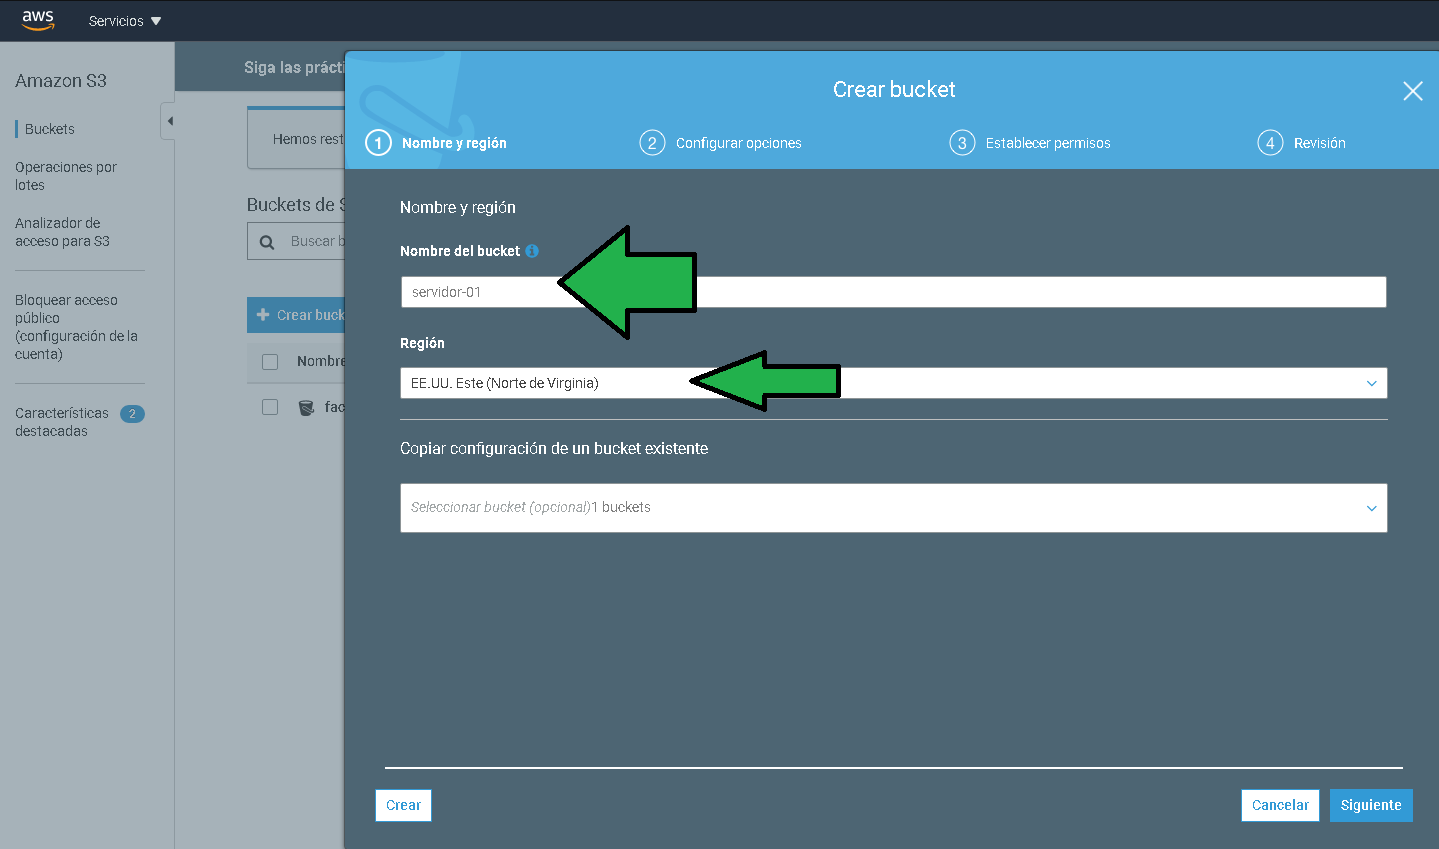 aws
Servicios
Amazon S3
Buckets
Operaciones por
lotes
Analizador de
acceso para S3
Bloquear acceso
público
(configuración de la
cuenta)
Características 2
destacadas
Siga las prácti
Hemos rest
Buckets de S
Buscar b
Crear buck
Nombre
fac
Crear bucket
1 Nombre y región
2 Configurar opciones
3 Establecer permisos
4 Revisión
Nombre y región
Nombre del bucket
servidor-01
Región
EE.UU. Este (Norte de Virginia)
Copiar configuración de un bucket existente
Seleccionar bucket (opcional)1 buckets
Crear
Cancelar
Siguiente